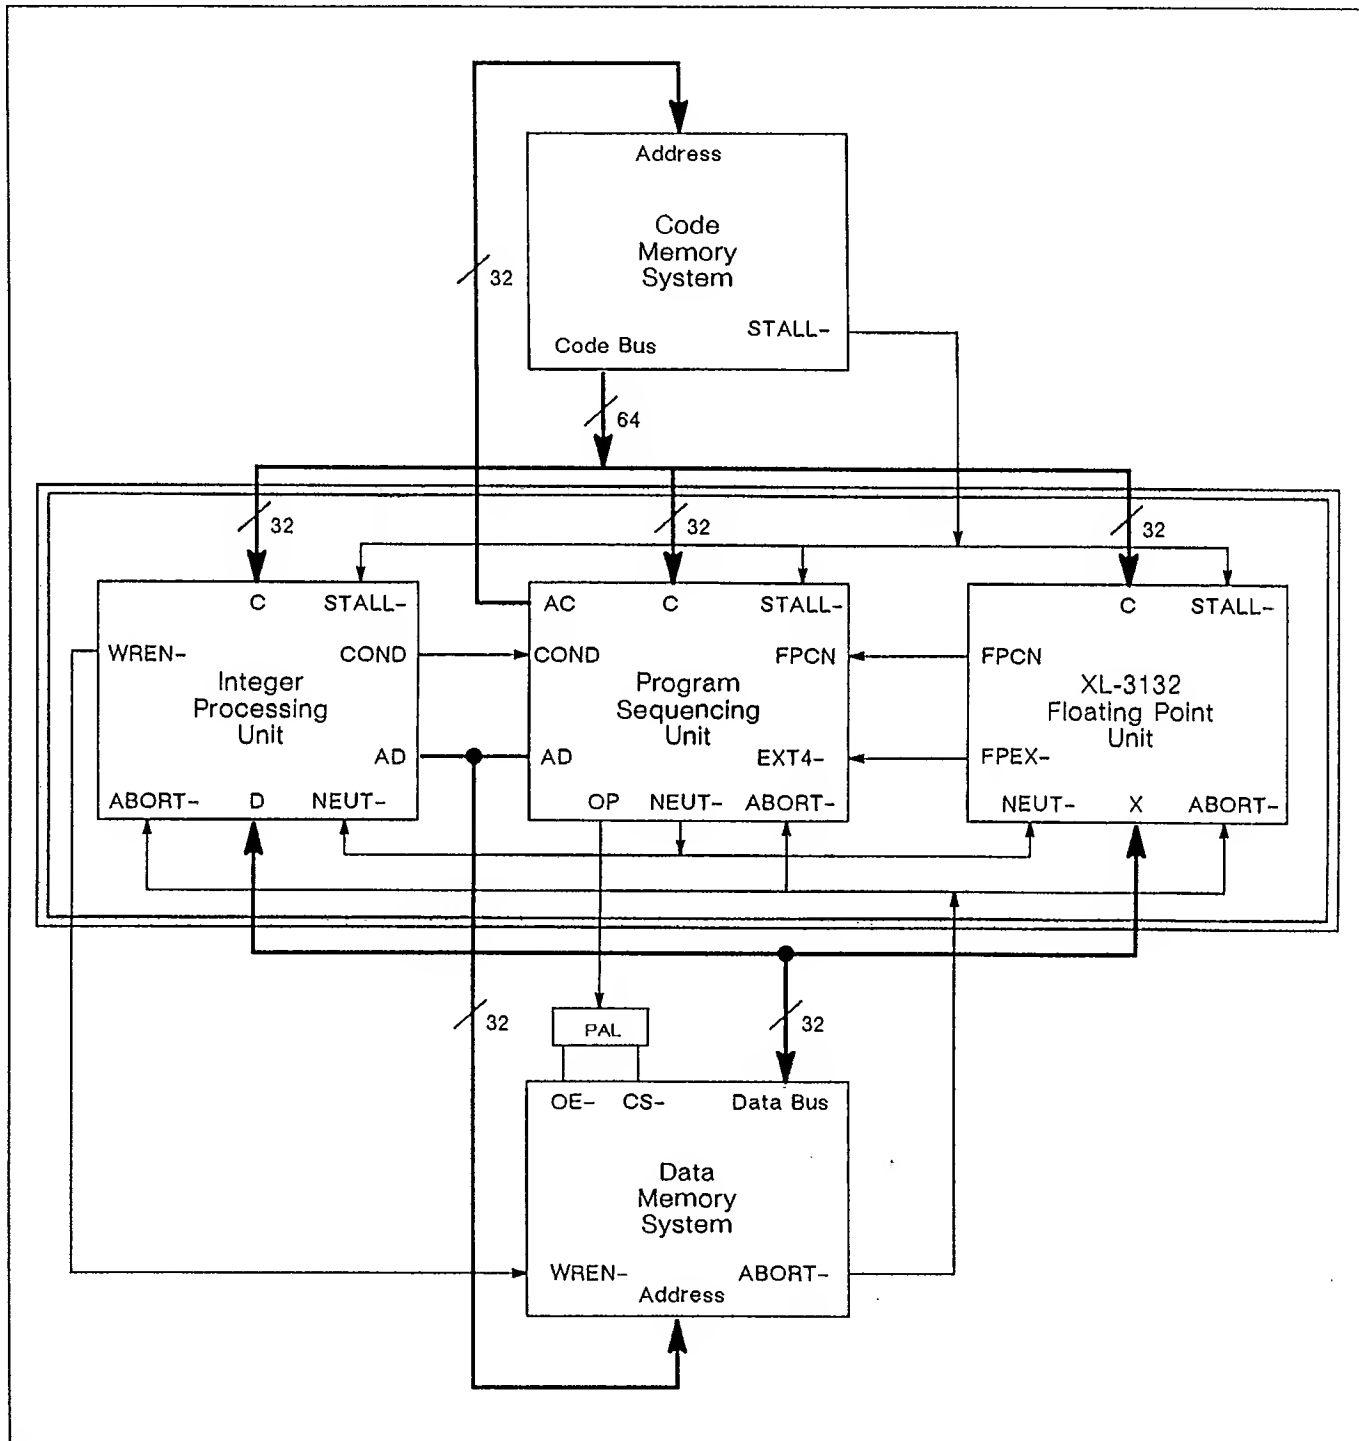 Address
Code
Memory
System
32
STALL-
Code Bus
64
32
32
32
C
STALL-
WREN-
COND
Integer
Processing
Unit
AD
ABORT-
D
NEUT-
AC
C
STALL-
COND
FPCN
Program
Sequencing
Unit
AD
EXT4-
OP
NEUT-
ABORT-
C
STALL-
FPCN
XL-3132
Floating Point
Unit
FPEX-
NEUT-
X
ABORT-
32
PAL
32
OE-
CS-
Data Bus
Data
Memory
System
WREN-
ABORT-
Address